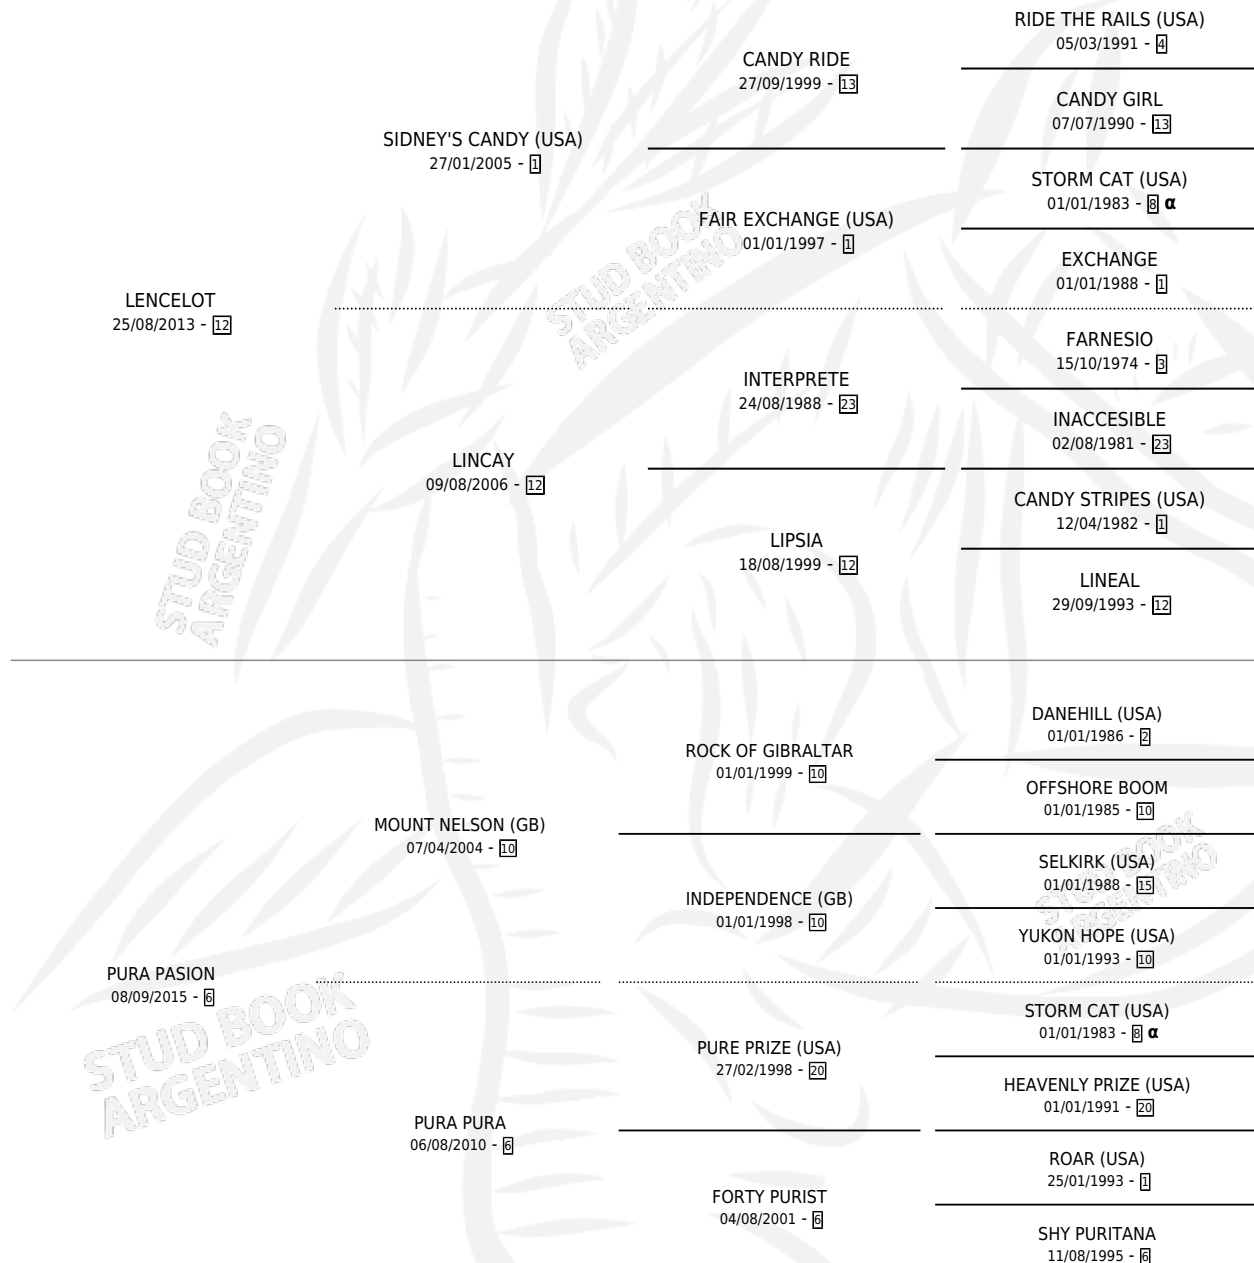 RIDE THE RAILS (USA)
05/03/1991 - 4
CANDY RIDE
27/09/1999 - 13
CANDY GIRL
07/07/1990 - 13
SIDNEY'S CANDY (USA)
27/01/2005 - 1
STORM CAT (USA)
01/01/1983 - 8 α
FAIR EXCHANGE (USA)
01/01/1997 - 1
EXCHANGE
01/01/1988 - 1
LENCELOT
25/08/2013 - 12
FARNESIO
15/10/1974 - 3
INTERPRETE
24/08/1988 - 23
INACCESIBLE
02/08/1981 - 23
LINCAY
09/08/2006 - 12
CANDY STRIPES (USA)
12/04/1982 - 1
LIPSIA
18/08/1999 - 12
LINEAL
29/09/1993 - 12
DANEHILL (USA)
01/01/1986 - 2
ROCK OF GIBRALTAR
01/01/1999 - 10
OFFSHORE BOOM
01/01/1985 - 10
MOUNT NELSON (GB)
07/04/2004 - 10
SELKIRK (USA)
01/01/1988 - 15
INDEPENDENCE (GB)
01/01/1998 - 10
YUKON HOPE (USA)
01/01/1993 - 10
PURA PASION
08/09/2015 - 6
STORM CAT (USA)
01/01/1983 - 8 α
PURE PRIZE (USA)
27/02/1998 - 20
HEAVENLY PRIZE (USA)
01/01/1991 - 20
PURA PURA
06/08/2010 - 6
ROAR (USA)
25/01/1993 - 1
FORTY PURIST
04/08/2001 - 6
SHY PURITANA
11/08/1995 - 6
STUD BOOK
ARGENTINO
STUD BOOK
ARGENTINO
STUD BOOK
ARGENTINO
STUD BOOK
ARGENTINO